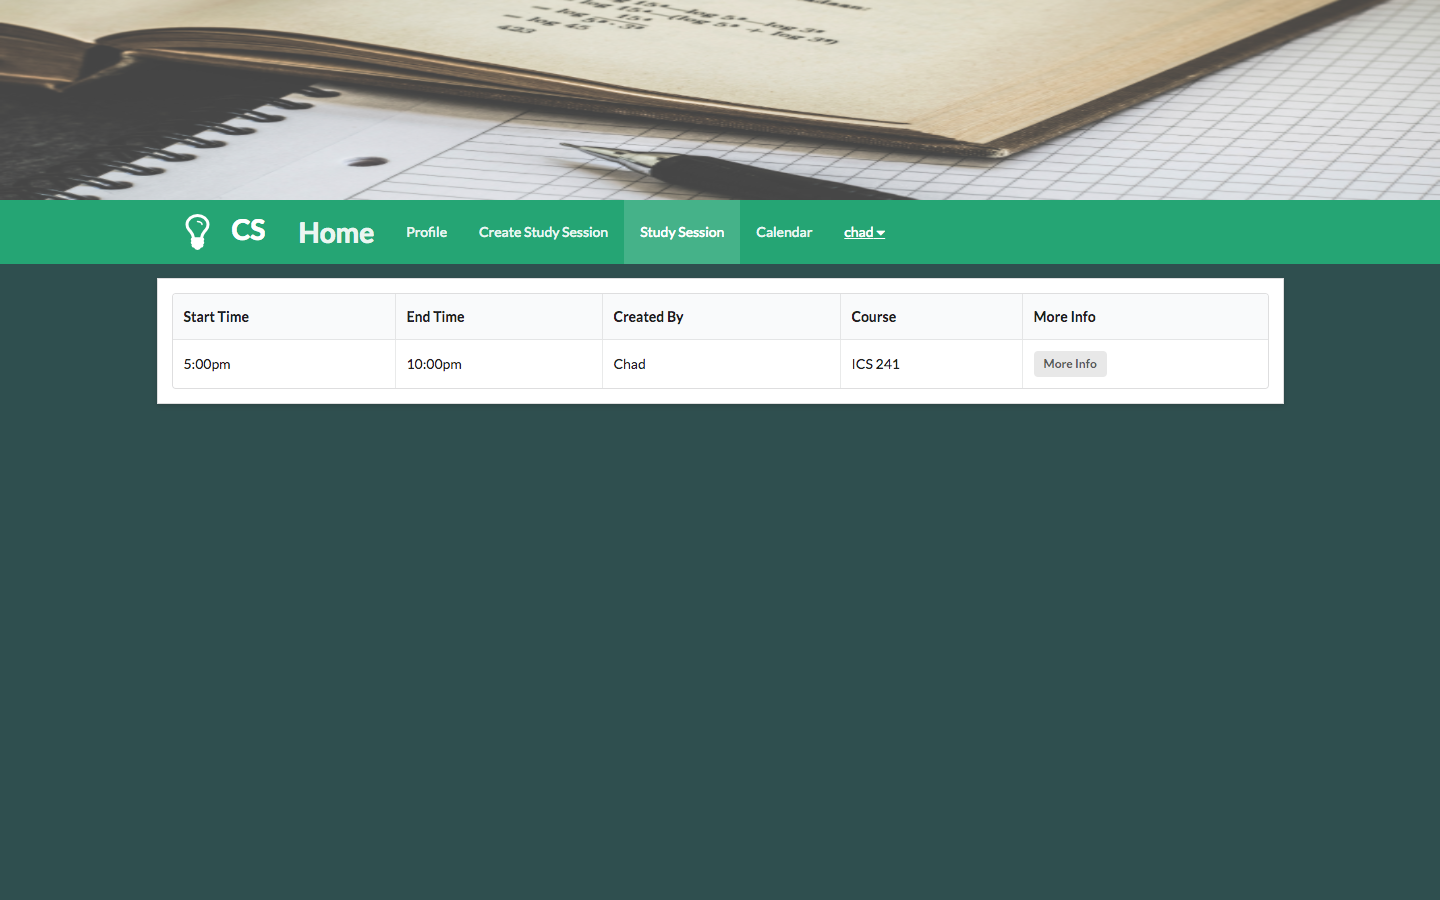 CS Home Profile Create Study Session Study Session Calendar chad
Start Time End Time Created By Course More Info
5:00pm 10:00pm Chad ICS 241 More Info